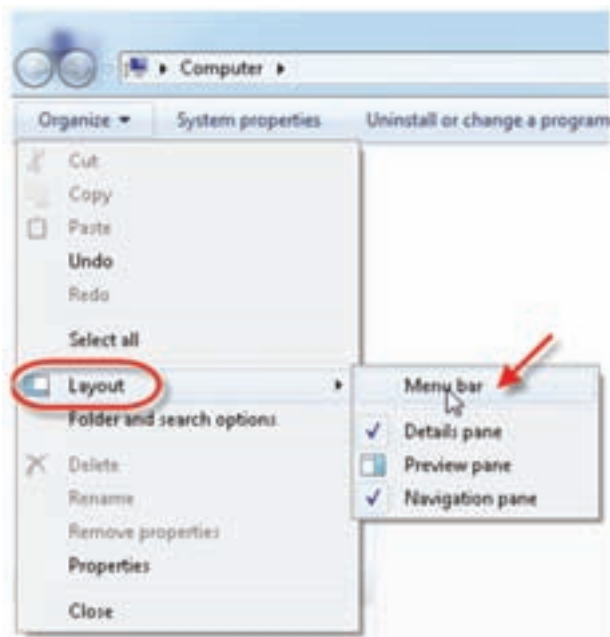 Computer
Organize System properties Uninstall or change a program
Cut
Copy
Paste
Undo
Redo
Select all
Layout
Folder and search options
Delete
Rename
Remove properties
Properties
Close
Menu bar
Details pane
Preview pane
Navigation pane